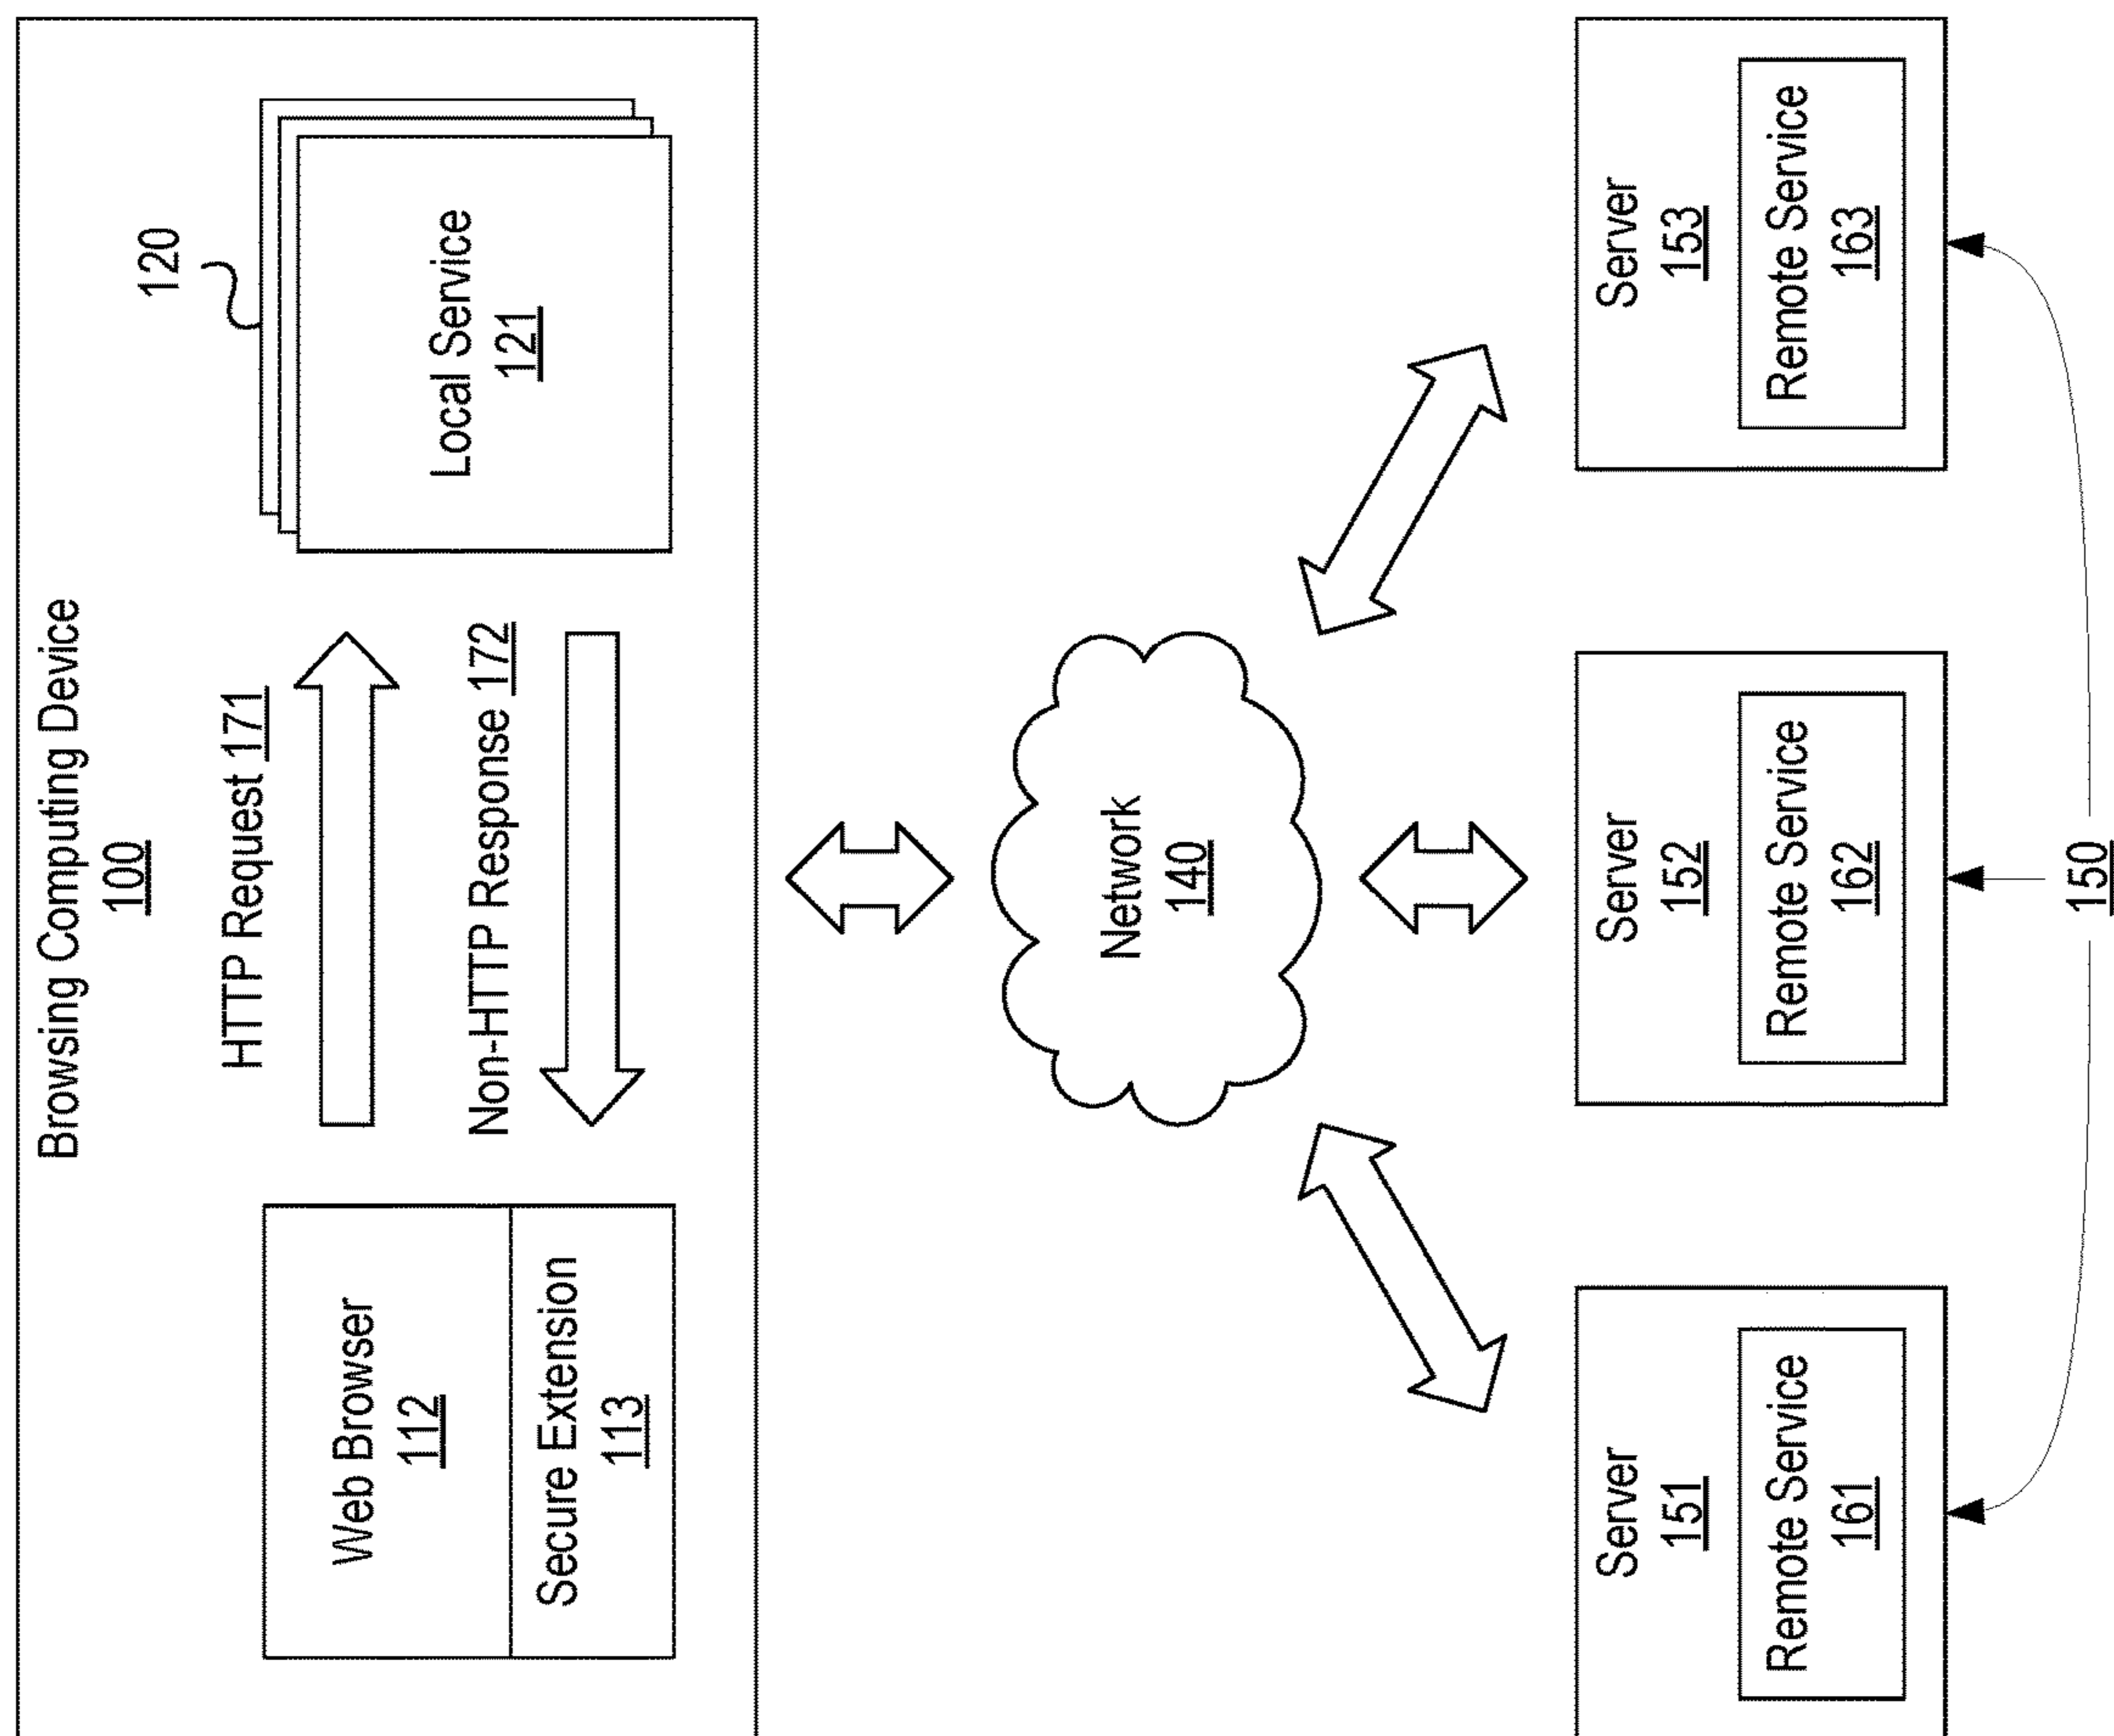 Browsing Computing Device
100
HTTP Request 171
Non-HTTP Response 172
Web Browser
112
Secure Extension
113
120
Local Service
121
Network
140
Server
151
Remote Service
161
Server
152
Remote Service
162
Server
153
Remote Service
163
150